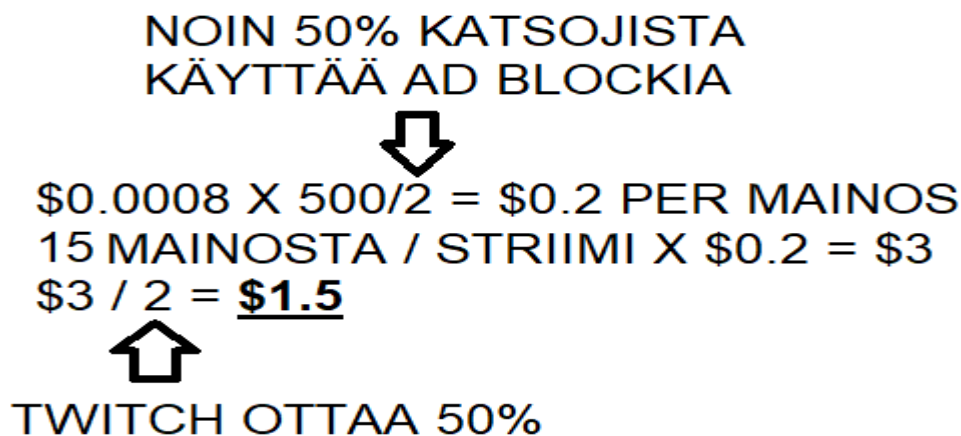 NOIN 50% KATSOJISTA
KÄYTTÄÄ AD BLOCKIA
$0.0008 X 500/2 = $0.2 PER MAINOS
15 MAINOSTA / STRIIMI X $0.2 = $3
$3 / 2 = $1.5
TWITCH OTTAA 50%